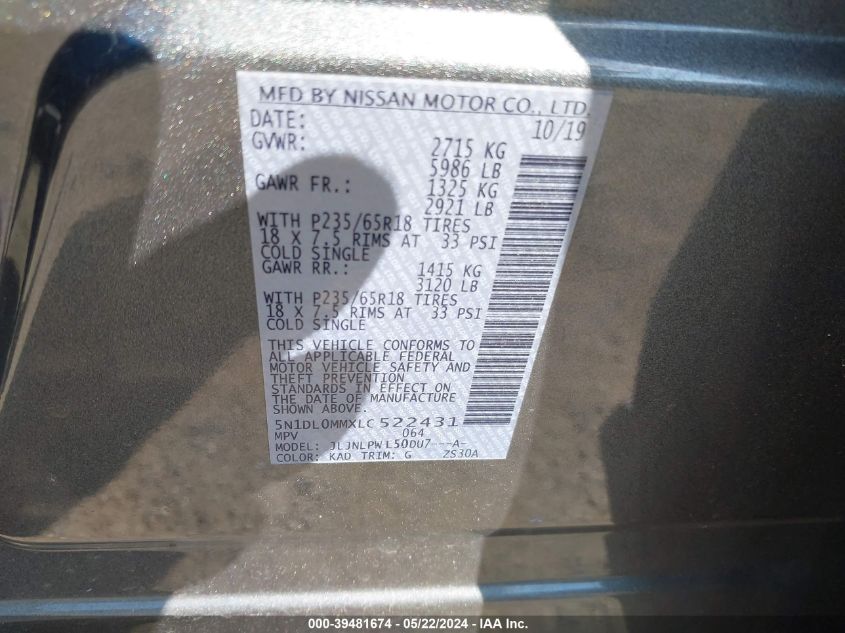 MFD BY NISSAN MOTOR CO., LTD.
DATE: 10/19
GVWR: 2715 KG
5986 LB
GAWR FR.: 1325 KG
2921 LB
WITH P235/65R18 TIRES
18 X 7.5 RIMS AT 33 PSI
COLD SINGLE
GAWR RR.: 1415 KG
3120 LB
WITH P235/65R18 TIRES
18 X 7.5 RIMS AT 33 PSI
COLD SINGLE
THIS VEHICLE CONFORMS TO
ALL APPLICABLE FEDERAL
MOTOR VEHICLE SAFETY AND
THEFT PREVENTION
STANDARDS IN EFFECT ON
THE DATE OF MANUFACTURE
SHOWN ABOVE.
5N1DL0MMXLC522431
MPV 064
MODEL: JLJNLPWL50DU7---A-
COLOR: KAD TRIM: G ZS30A
000-39481674 - 05/22/2024 - IAA Inc.